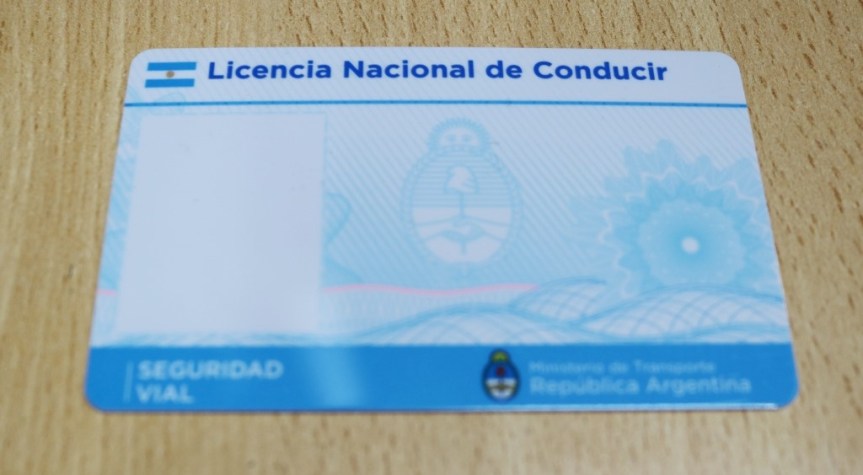 Licencia Nacional de Conducir
SEGURIDAD
VIAL
Ministerio de Transporte
República Argentina